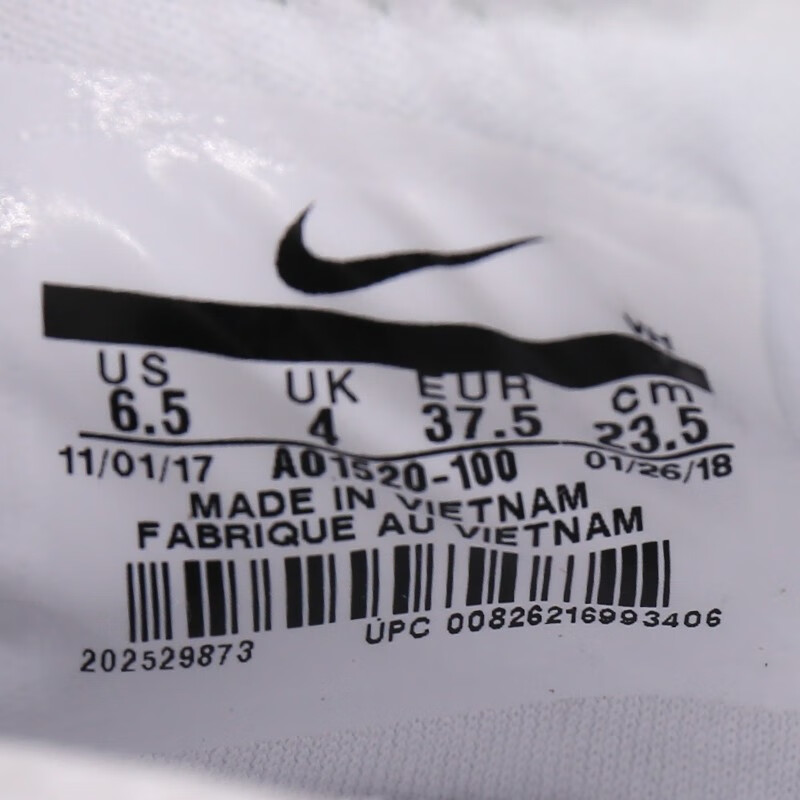 VH
US UK EUR cm
6.5 4 37.5 23.5
11/01/17 AO1520-100 01/26/18
MADE IN VIETNAM
FABRIQUE AU VIETNAM
UPC 00826216993406
202529873